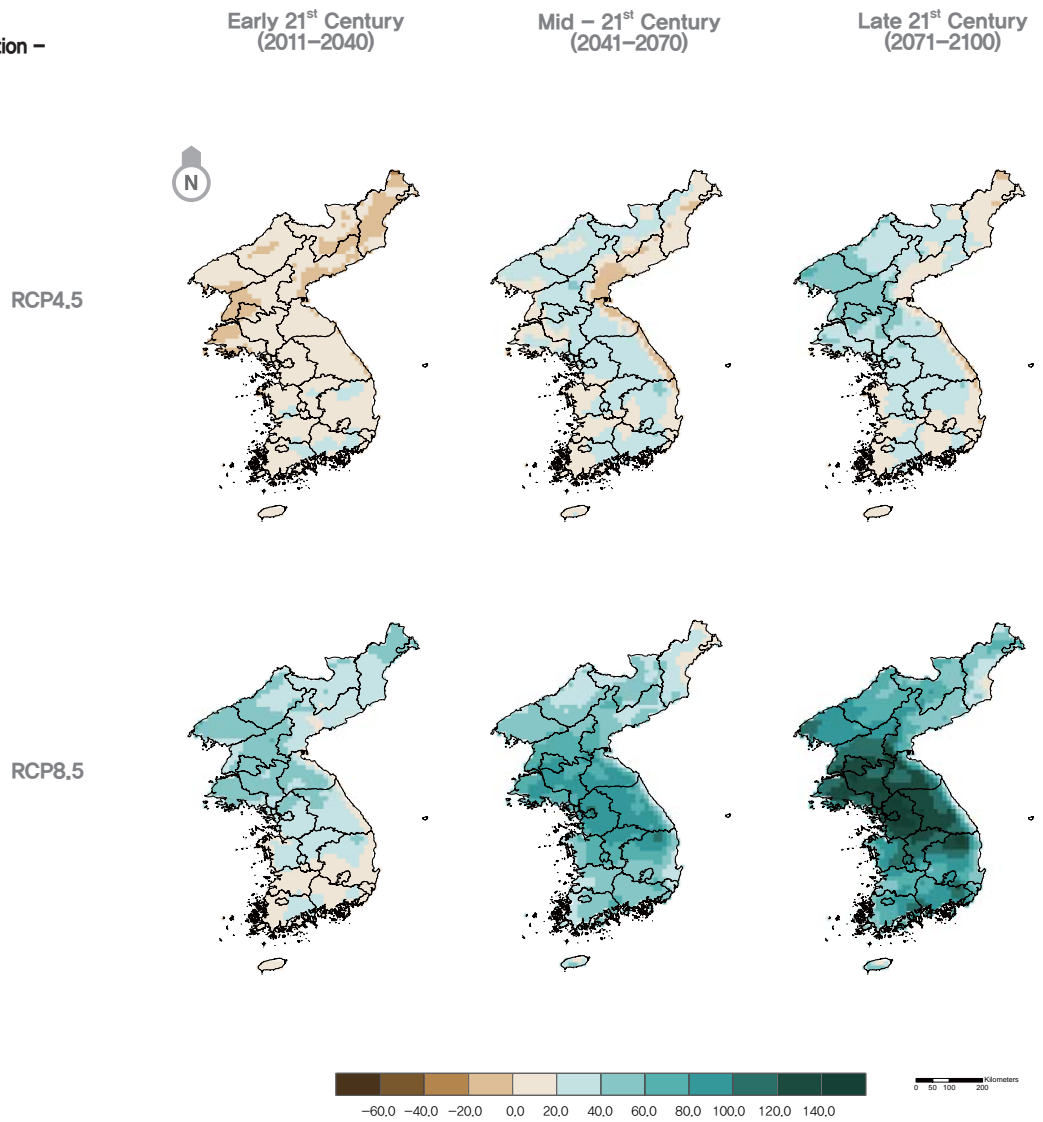 Early 21st Century
(2011–2040)
Mid – 21st Century
(2041–2070)
Late 21st Century
(2071–2100)
tion –
N
RCP4.5
RCP8.5
−60.0 −40.0 −20.0 0.0 20.0 40.0 60.0 80.0 100.0 120.0 140.0
Kilometers
0 50 100 200